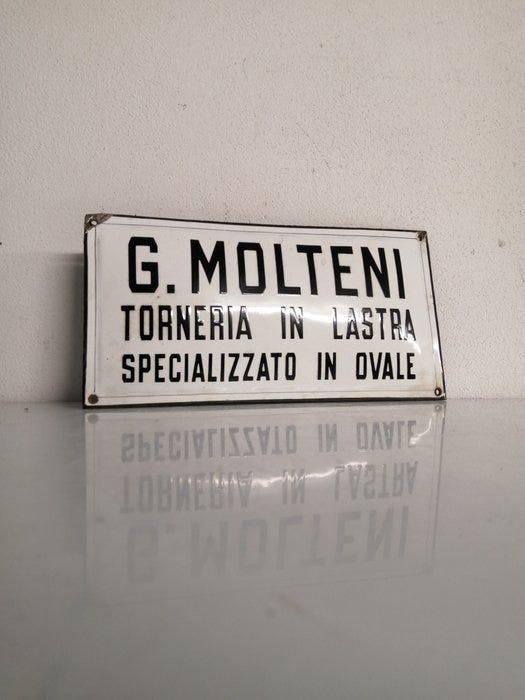 G. MOLTENI
TORNERIA IN LASTRA
SPECIALIZZATO IN OVALE